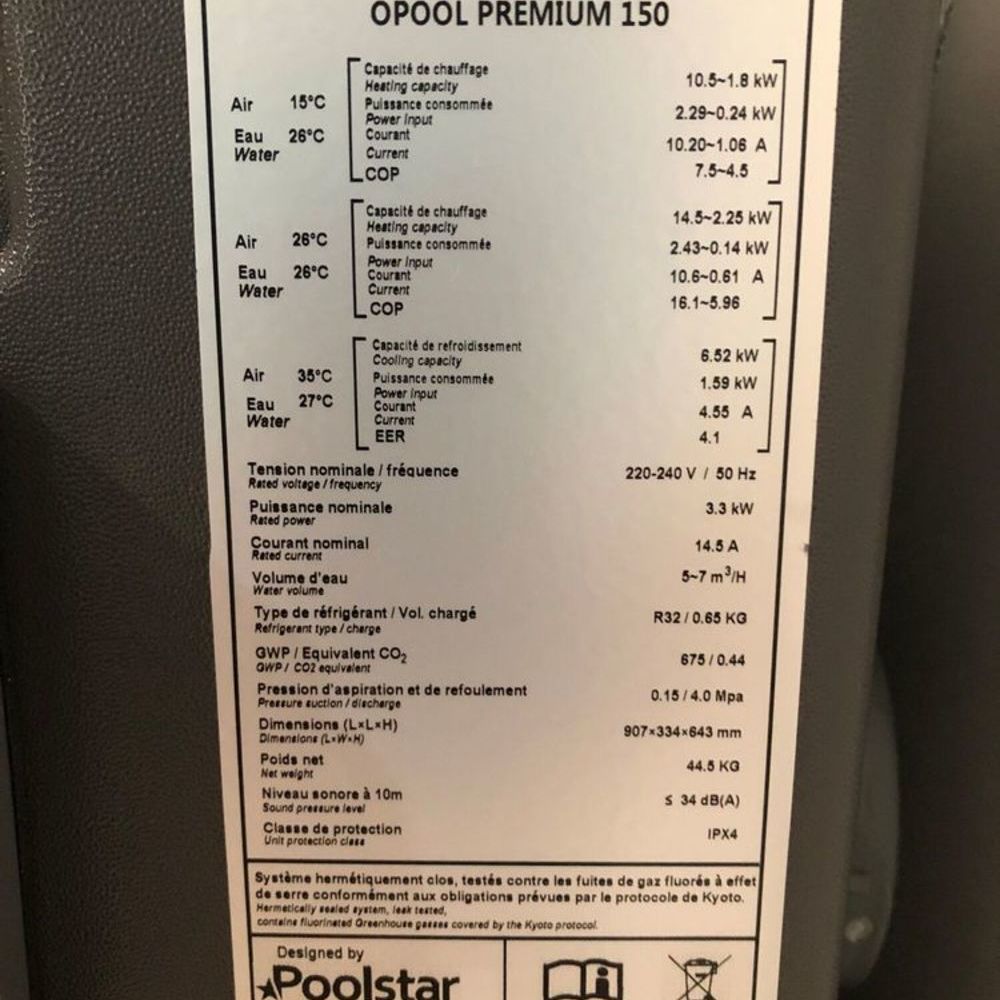 OPOOL PREMIUM 150
Capacité de chauffage
Heating capacity
10.5~1.8 kW
Air 15°C
Puissance consommée
Power Input
2.29~0.24 kW
Eau 26°C
Water
Courant
Current
10.20~1.06 A
COP 7.5~4.5
Capacité de chauffage
Heating capacity
14.5~2.25 kW
Air 26°C
Puissance consommée
Power Input
2.43~0.14 kW
Eau 26°C
Water
Courant
Current
10.6~0.61 A
COP 16.1~5.96
Capacité de refroidissement
Cooling capacity
6.52 kW
Air 35°C
Puissance consommée
Power Input
1.59 kW
Eau 27°C
Water
Courant
Current
4.55 A
EER 4.1
Tension nominale / fréquence 220-240 V / 50 Hz
Rated voltage / frequency
Puissance nominale 3.3 kW
Rated power
Courant nominal 14.5 A
Rated current
Volume d'eau 5~7 m³/H
Water volume
Type de réfrigérant / Vol. chargé R32 / 0.65 KG
Refrigerant type / charge
GWP / Equivalent CO₂ 675 / 0.44
GWP / CO2 equivalent
Pression d'aspiration et de refoulement 0.15 / 4.0 Mpa
Pressure suction / discharge
Dimensions (L×L×H) 907×334×643 mm
Dimensions (L×W×H)
Poids net 44.5 KG
Net weight
Niveau sonore à 10m ≤ 34 dB(A)
Sound pressure level
Classe de protection IPX4
Unit protection class
Système hermétiquement clos, testés contre les fuites de gaz fluorés à effet
de serre conformément aux obligations prévues par le protocole de Kyoto.
Hermetically sealed system, leak tested,
contains fluorinated Greenhouse gasses covered by the Kyoto protocol.
Designed by
Poolstar